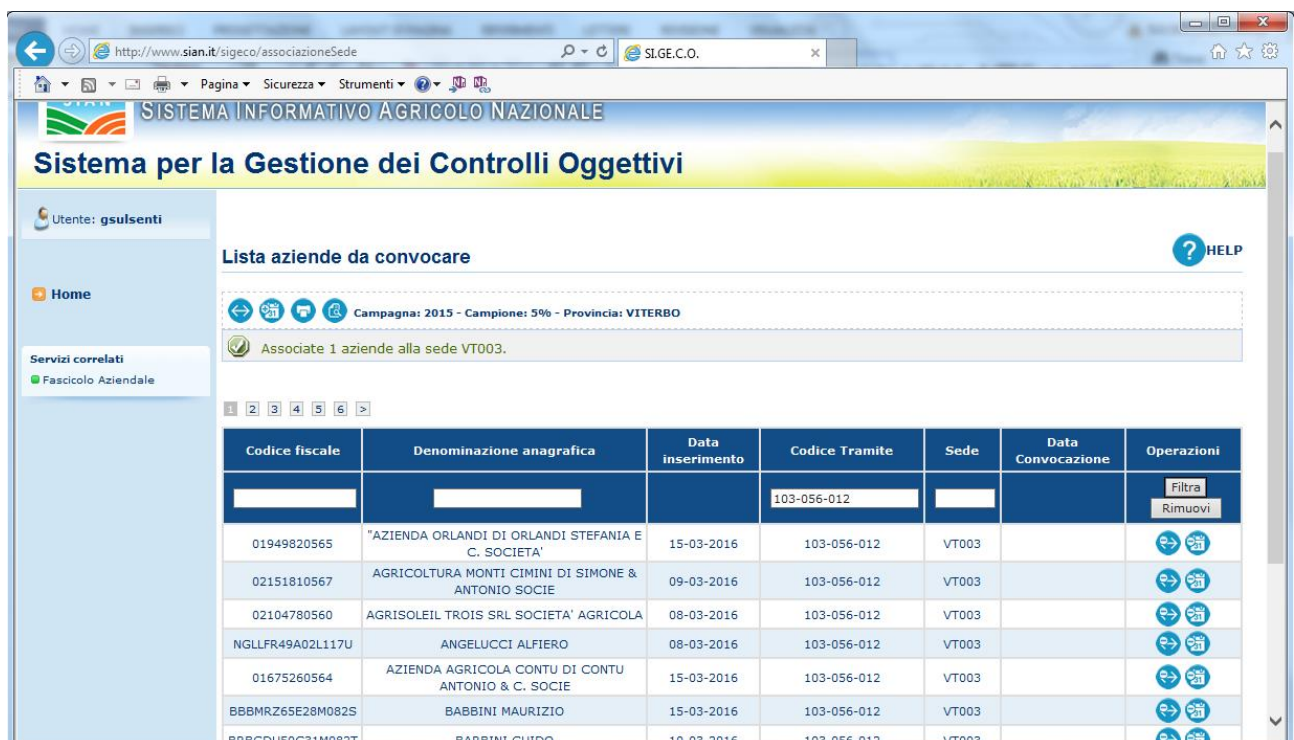 http://www.sian.it/sigeco/associazioneSede
SI.GE.C.O.
Pagina Sicurezza Strumenti
SISTEMA INFORMATIVO AGRICOLO NAZIONALE
Sistema per la Gestione dei Controlli Oggettivi
Utente: gsulsenti
Lista aziende da convocare
HELP
Home
Campagna: 2015 - Campione: 5% - Provincia: VITERBO
Associate 1 aziende alla sede VT003.
Servizi correlati
Fascicolo Aziendale
1 2 3 4 5 6 >
Codice fiscale Denominazione anagrafica Data inserimento Codice Tramite Sede Data Convocazione Operazioni
103-056-012 Filtra
Rimuovi
01949820565 "AZIENDA ORLANDI DI ORLANDI STEFANIA E C. SOCIETA' 15-03-2016 103-056-012 VT003
02151810567 AGRICOLTURA MONTI CIMINI DI SIMONE & ANTONIO SOCIE 09-03-2016 103-056-012 VT003
02104780560 AGRISOLEIL TROIS SRL SOCIETA' AGRICOLA 08-03-2016 103-056-012 VT003
NGLLFR49A02L117U ANGELUCCI ALFIERO 08-03-2016 103-056-012 VT003
01675260564 AZIENDA AGRICOLA CONTU DI CONTU ANTONIO & C. SOCIE 15-03-2016 103-056-012 VT003
BBBMRZ65E28M082S BABBINI MAURIZIO 15-03-2016 103-056-012 VT003
BABBINI GUIDO 10-03-2016 103-056-012 VT003